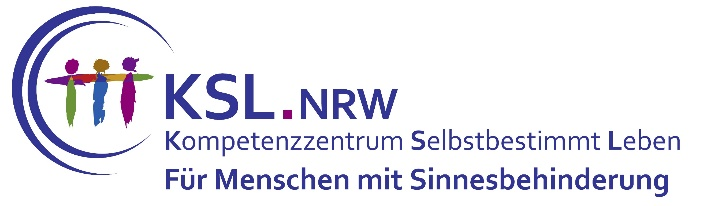 KSL.NRW
Kompetenzzentrum Selbstbestimmt Leben
Für Menschen mit Sinnesbehinderung